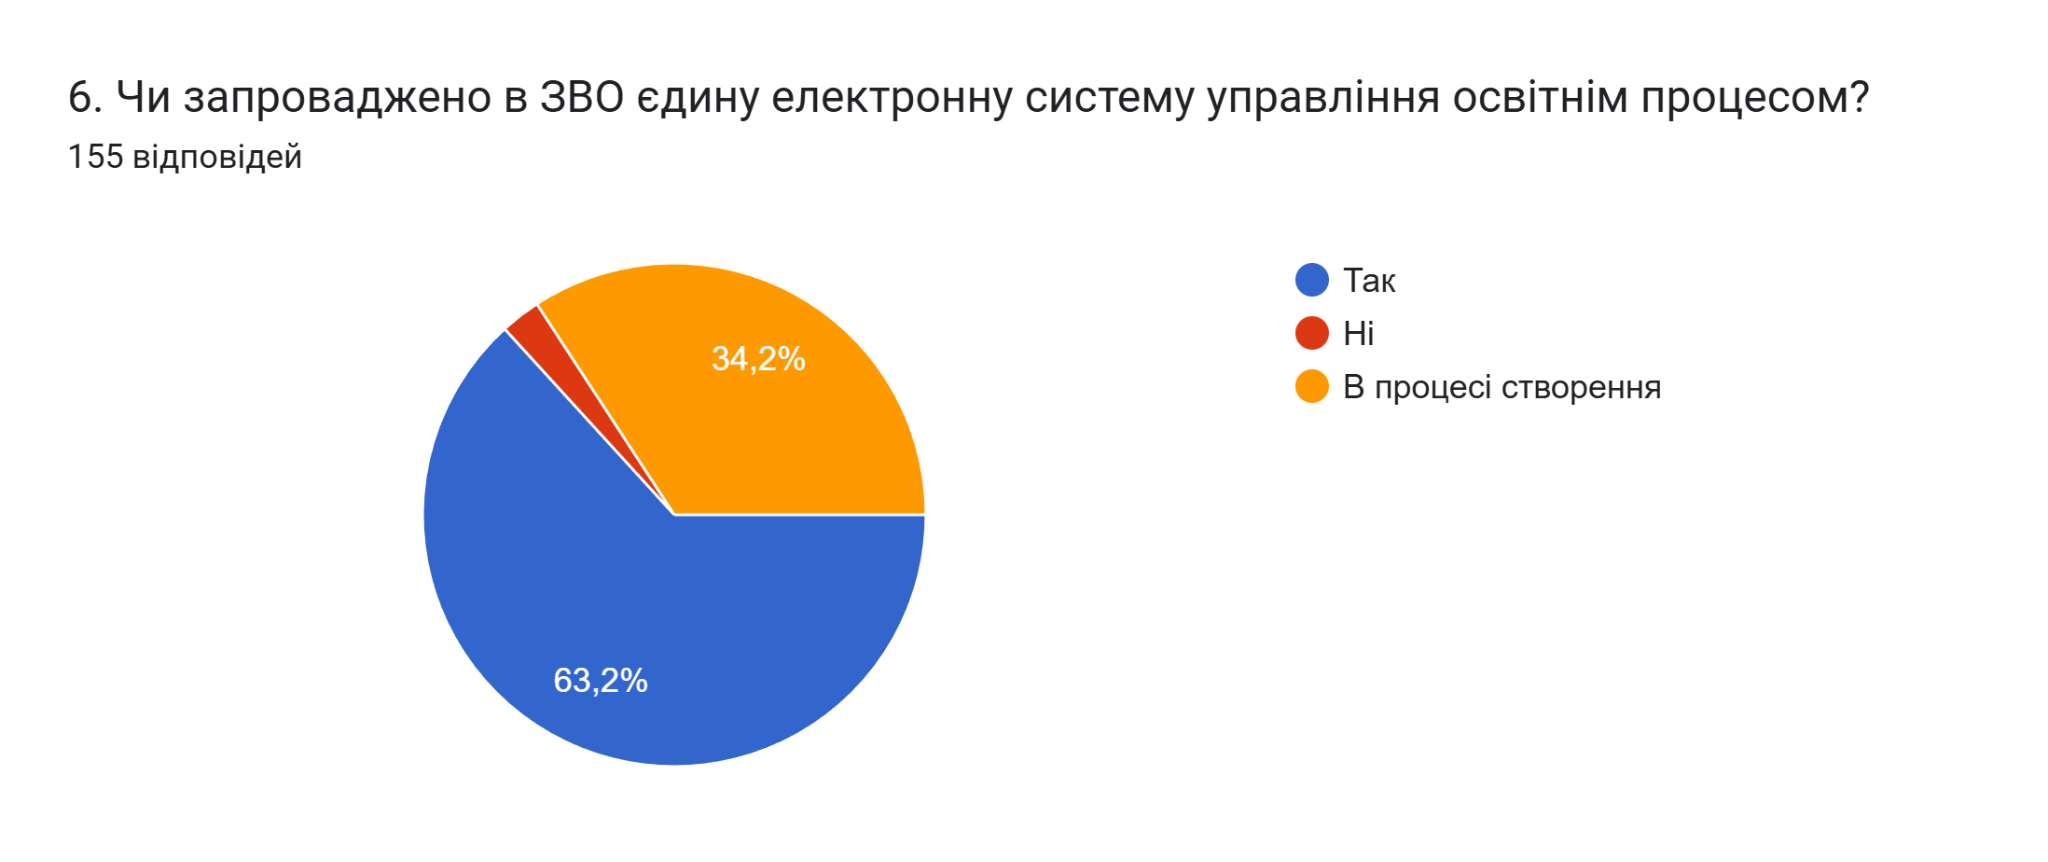 6. Чи запроваджено в ЗВО єдину електронну систему управління освітнім процесом?
155 відповідей
Так
Ні
В процесі створення
34,2%
63,2%